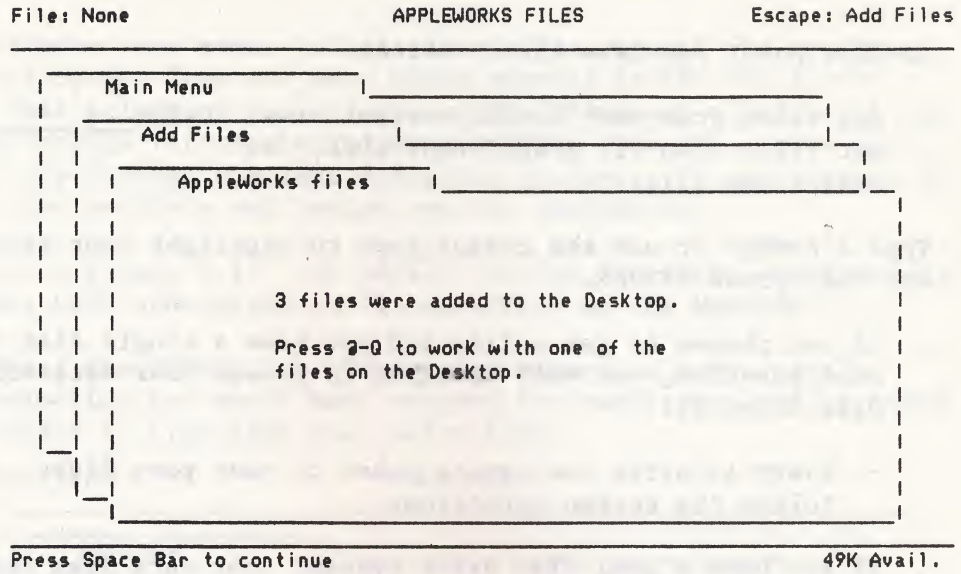 File: None APPLEWORKS FILES Escape: Add Files
Main Menu
Add Files
AppleWorks files
3 files were added to the Desktop.
Press @-Q to work with one of the
files on the Desktop.
Press Space Bar to continue 49K Avail.